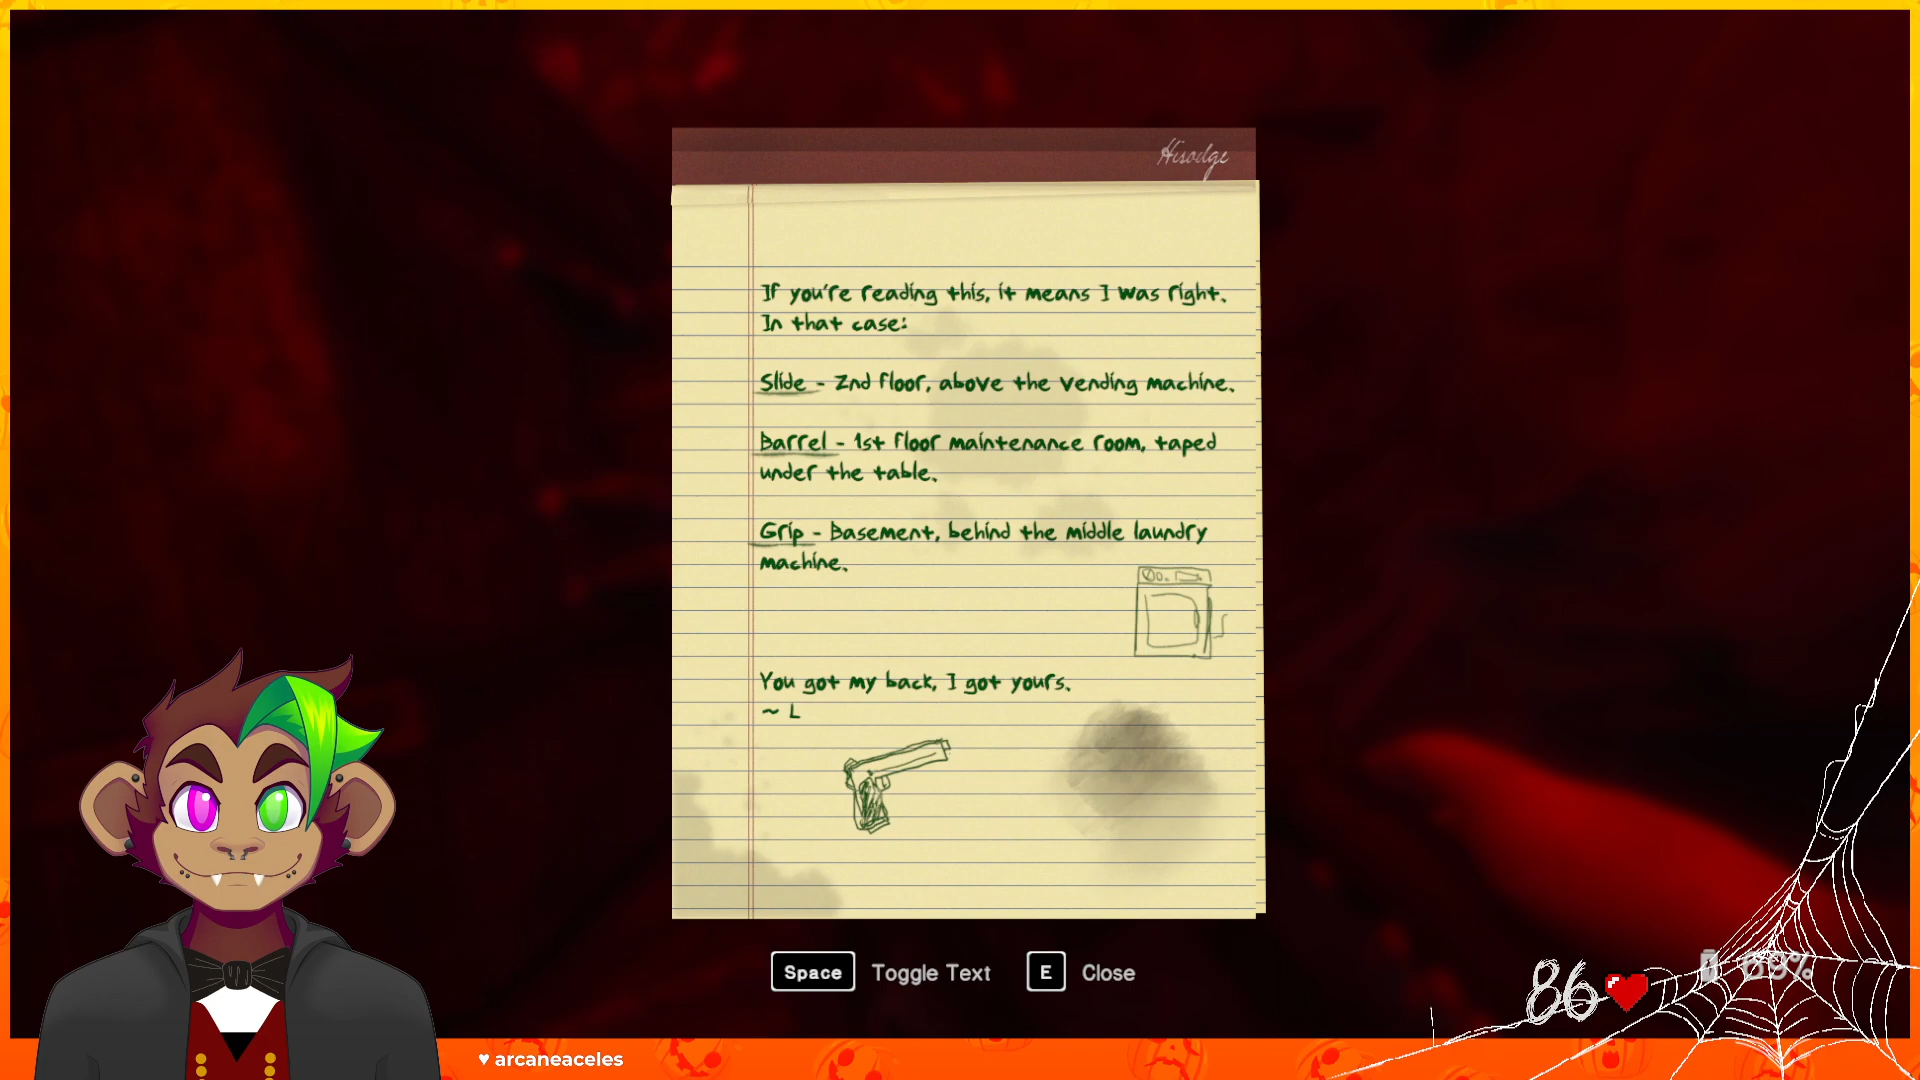 Hisodge
If you're reading this, it means I was right.
In that case:
Slide - 2nd floor, above the vending machine.
Barrel - 1st floor maintenance room, taped
under the table.
Grip - Basement, behind the middle laundry
machine.
You got my back, I got yours.
~ L
Space Toggle Text E Close
86
69%
♥ arcaneaceles